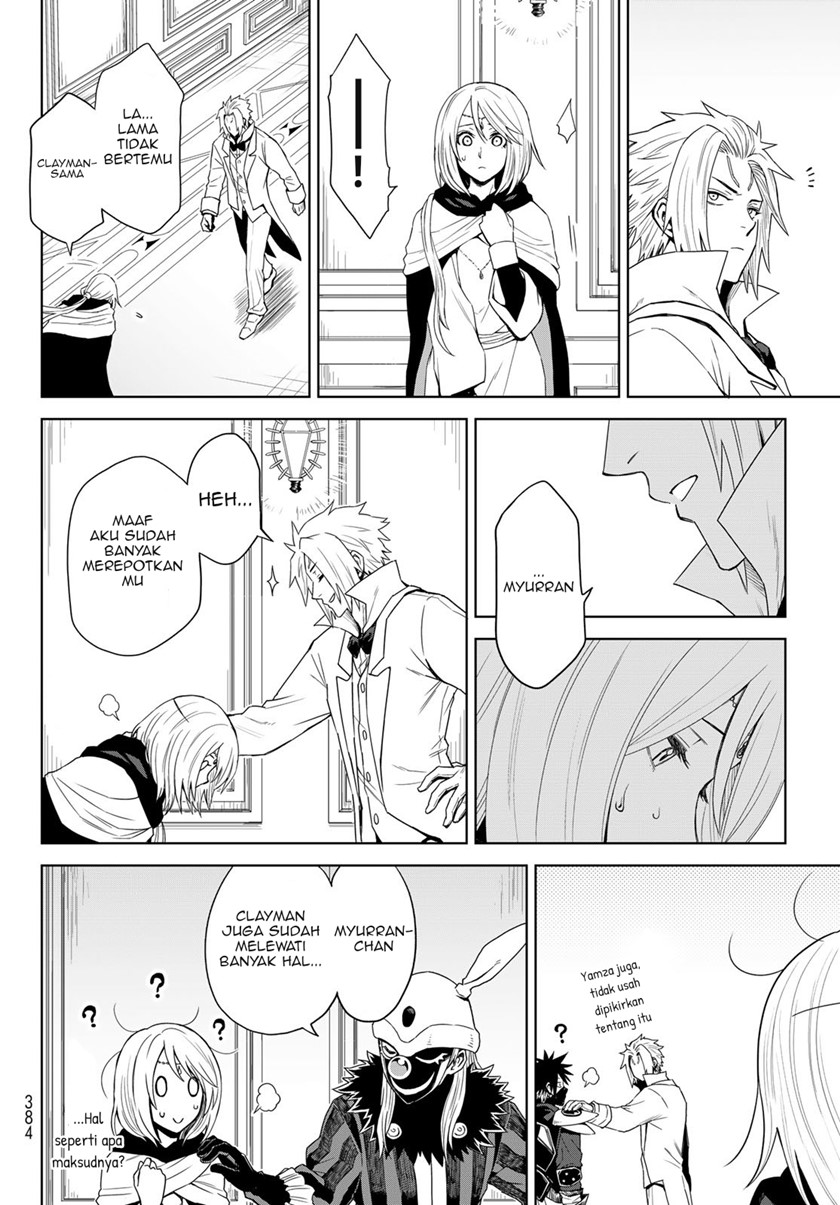 !
LA...
LAMA
TIDAK
BERTEMU
CLAYMAN-
SAMA
...
MYURRAN
HEH...
MAAF
AKU SUDAH
BANYAK
MEREPOTKAN
MU
Yamza juga,
tidak usah
dipikirkan
tentang itu
?
MYURRAN-
CHAN
CLAYMAN
JUGA SUDAH
MELEWATI
BANYAK HAL...
?
?
?
...Hal
seperti apa
maksudnya?
384